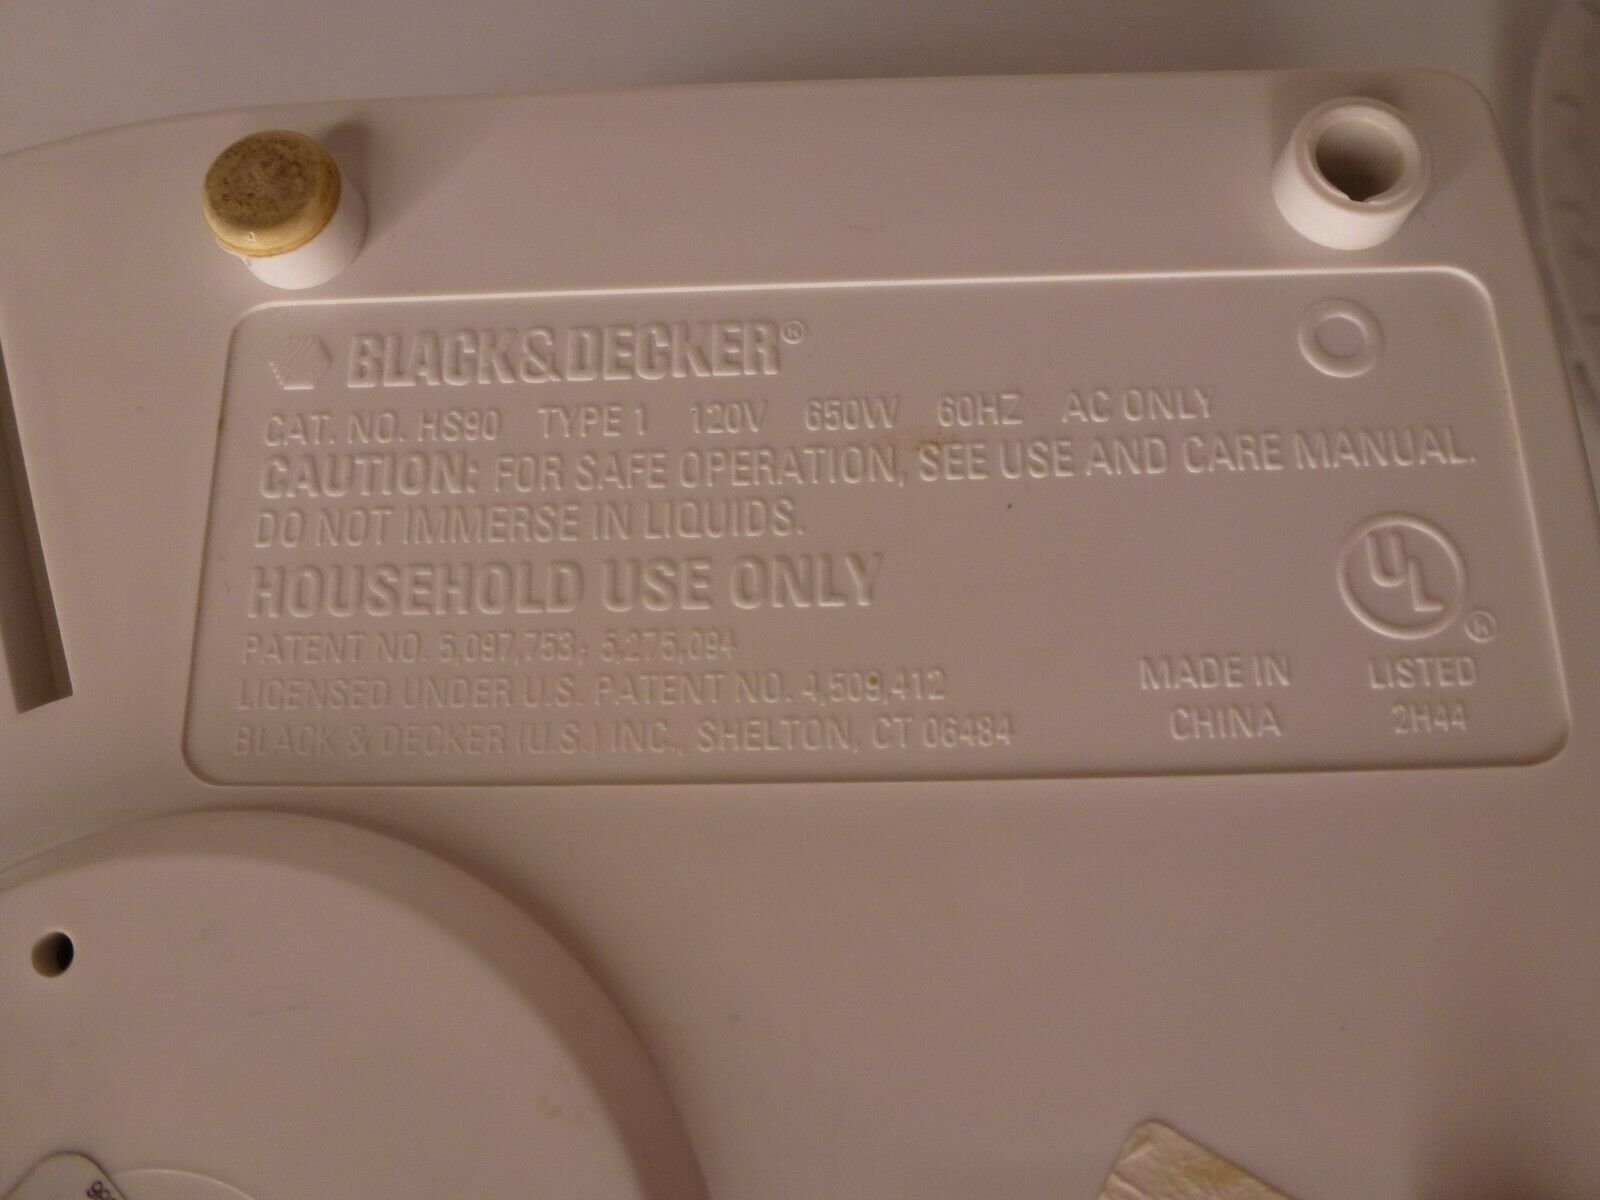 BLACK&DECKER®
CAT. NO. HS90 TYPE 1 120V 650W 60HZ AC ONLY
CAUTION: FOR SAFE OPERATION, SEE USE AND CARE MANUAL.
DO NOT IMMERSE IN LIQUIDS.
HOUSEHOLD USE ONLY
PATENT NO. 5,097,753; 5,275,094
LICENSED UNDER U.S. PATENT NO. 4,509,412
BLACK & DECKER (U.S.) INC., SHELTON, CT 06484
MADE IN
CHINA
UL®
LISTED
2H44